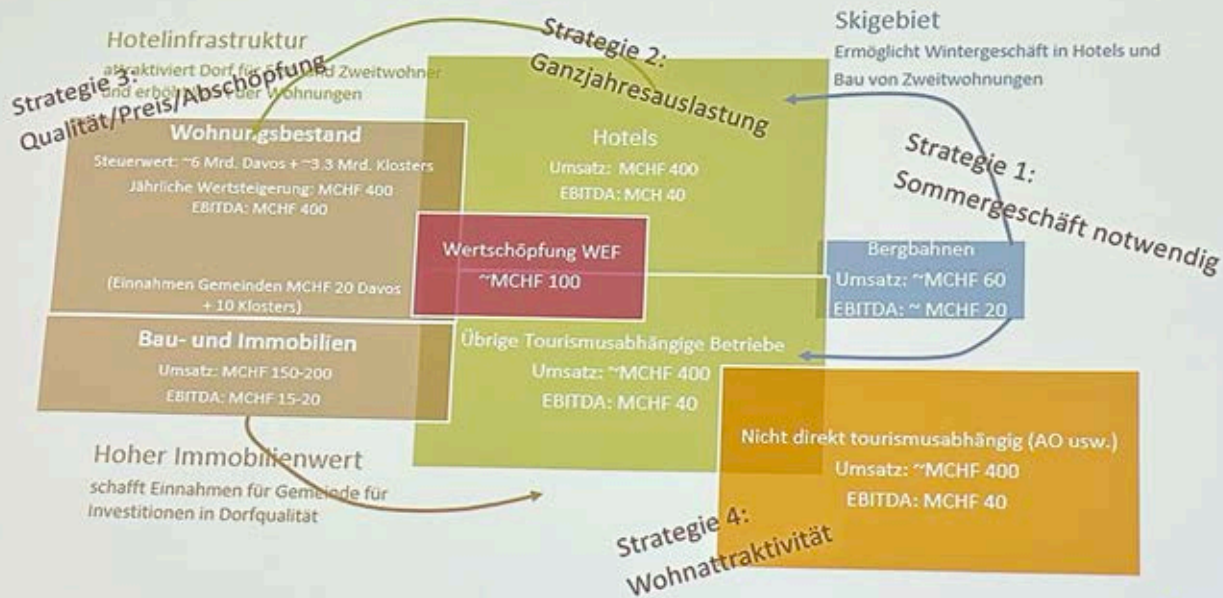 Hotelinfrastruktur
attraktiviert Dorf für und Zweitwohner
und erhöht der Wohnungen
Strategie 3:
Qualität/Preis/Abschöpfung
Strategie 2:
Ganzjahresauslastung
Skigebiet
Ermöglicht Wintergeschäft in Hotels und
Bau von Zweitwohnungen
Strategie 1:
Sommergeschäft notwendig
Wohnungsbestand
Steuerwert: ~6 Mrd. Davos + ~3.3 Mrd. Klosters
Jährliche Wertsteigerung: MCHF 400
EBITDA: MCHF 400
(Einnahmen Gemeinden MCHF 20 Davos
+ 10 Klosters)
Hotels
Umsatz: MCHF 400
EBITDA: MCH 40
Wertschöpfung WEF
~MCHF 100
Bergbahnen
Umsatz: ~MCHF 60
EBITDA: ~ MCHF 20
Bau- und Immobilien
Umsatz: MCHF 150-200
EBITDA: MCHF 15-20
Übrige Tourismusabhängige Betriebe
Umsatz: ~MCHF 400
EBITDA: MCHF 40
Nicht direkt tourismusabhängig (AO usw.)
Umsatz: ~MCHF 400
EBITDA: MCHF 40
Hoher Immobilienwert
schafft Einnahmen für Gemeinde für
Investitionen in Dorfqualität
Strategie 4:
Wohnattraktivität